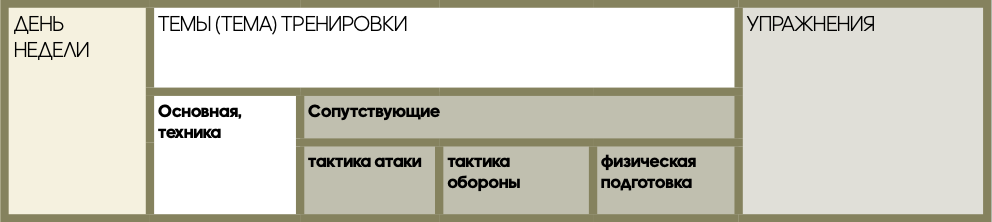 ДЕНЬ
НЕДЕЛИ
ТЕМЫ (ТЕМА) ТРЕНИРОВКИ
УПРАЖНЕНИЯ
Основная,
техника
Сопутствующие
тактика атаки
тактика
обороны
физическая
подготовка